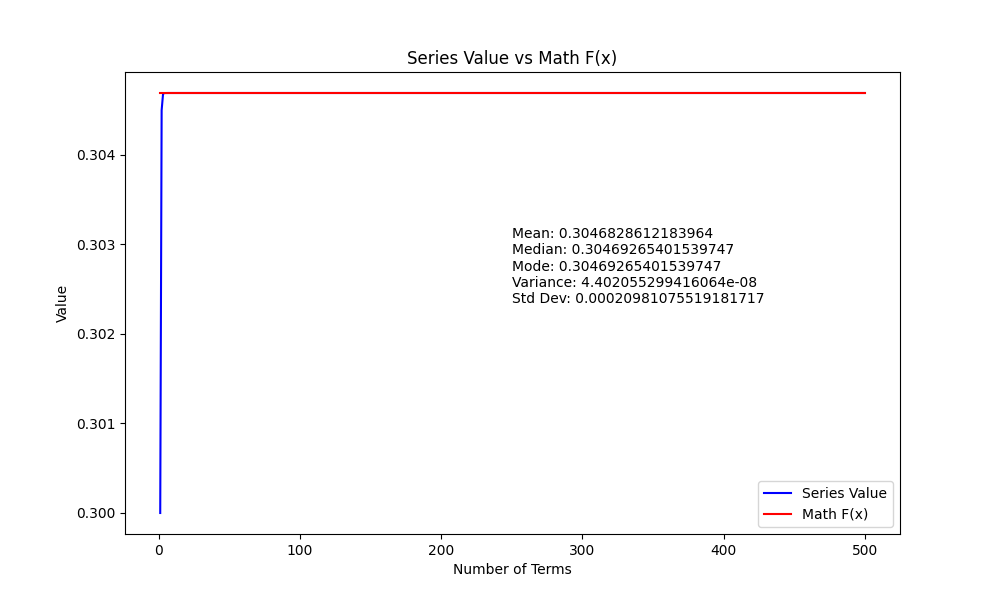 Series Value vs Math F(x)
0.304
0.303
0.302
0.301
0.300
Value
Mean: 0.3046828612183964
Median: 0.30469265401539747
Mode: 0.30469265401539747
Variance: 4.402055299416064e-08
Std Dev: 0.00020981075519181717
Series Value
Math F(x)
0 100 200 300 400 500
Number of Terms